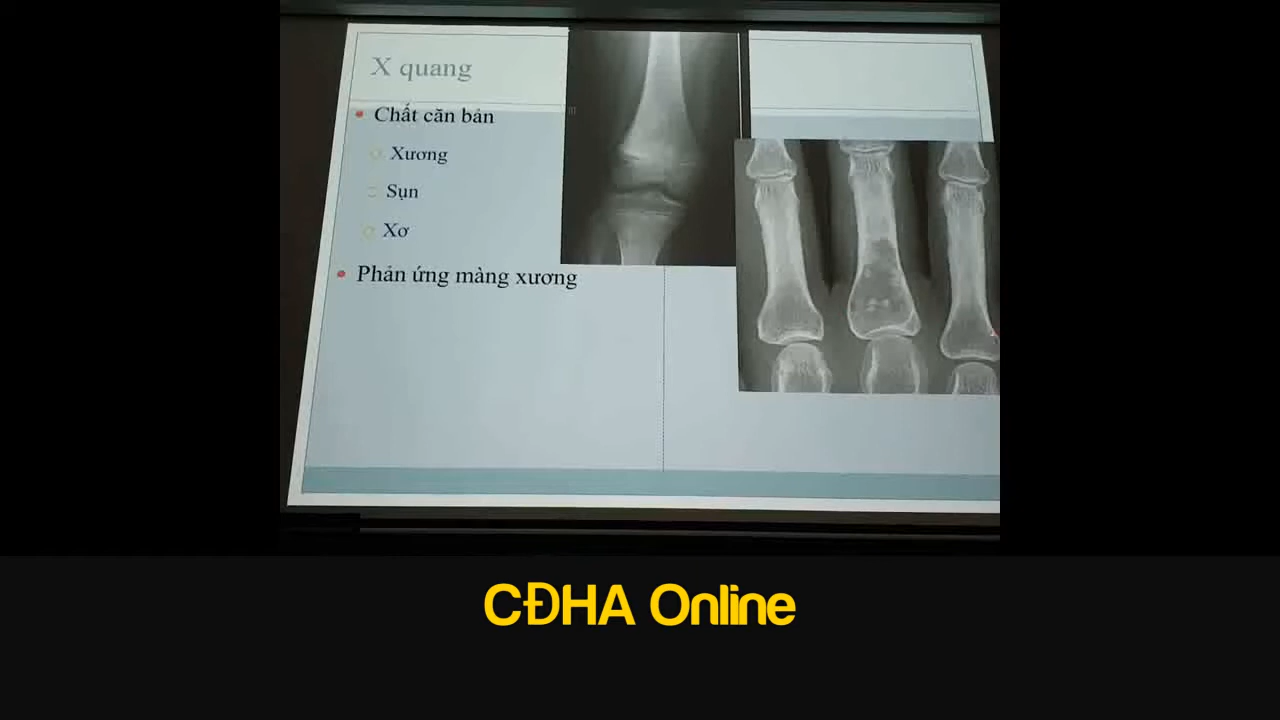 X quang
Chất căn bản
Xương
Sụn
Xơ
Phản ứng màng xương
CĐHA Online